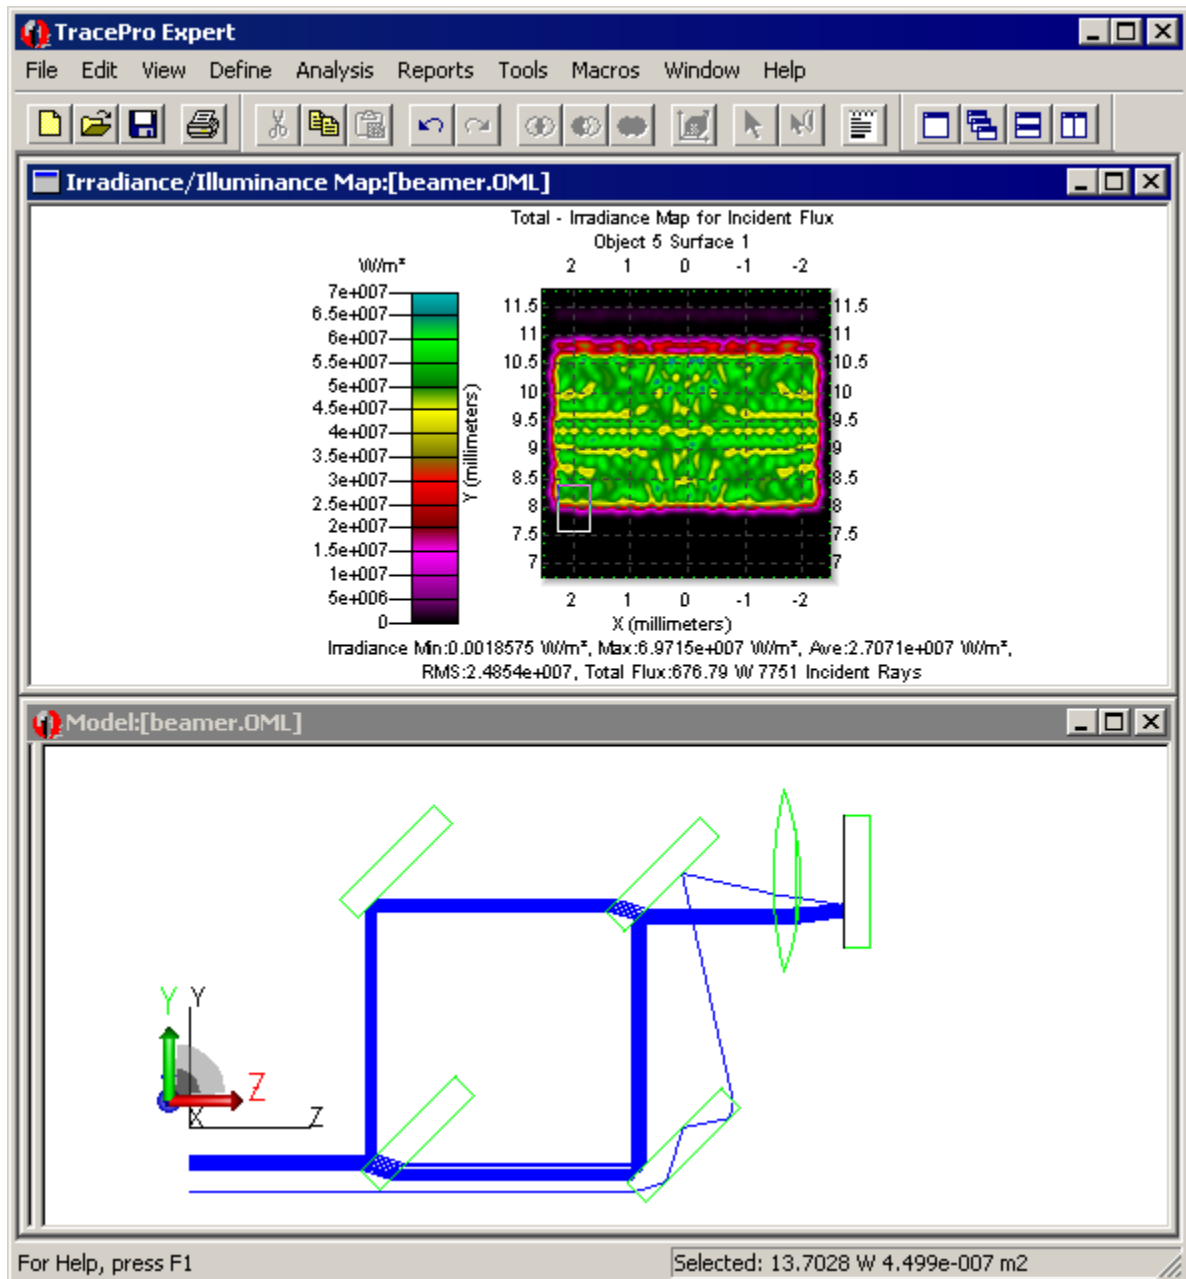 TracePro Expert
File Edit View Define Analysis Reports Tools Macros Window Help
Irradiance/Illuminance Map:[beamer.OML]
Total - Irradiance Map for Incident Flux
Object 5 Surface 1
W/m²
2 1 0 -1 -2
7e+007
6.5e+007
6e+007
5.5e+007
5e+007
4.5e+007
4e+007
3.5e+007
3e+007
2.5e+007
2e+007
1.5e+007
1e+007
5e+006
0
Y (millimeters)
11.5
11
10.5
10
9.5
9
8.5
8
7.5
7
11.5
11
10.5
10
9.5
9
8.5
8
7.5
7
2 1 0 -1 -2
X (millimeters)
Irradiance Min:0.0018575 W/m², Max:6.9715e+007 W/m², Ave:2.7071e+007 W/m²,
RMS:2.4854e+007, Total Flux:676.79 W 7751 Incident Rays
Model:[beamer.OML]
Y Y
Z
X Z
For Help, press F1
Selected: 13.7028 W 4.499e-007 m2